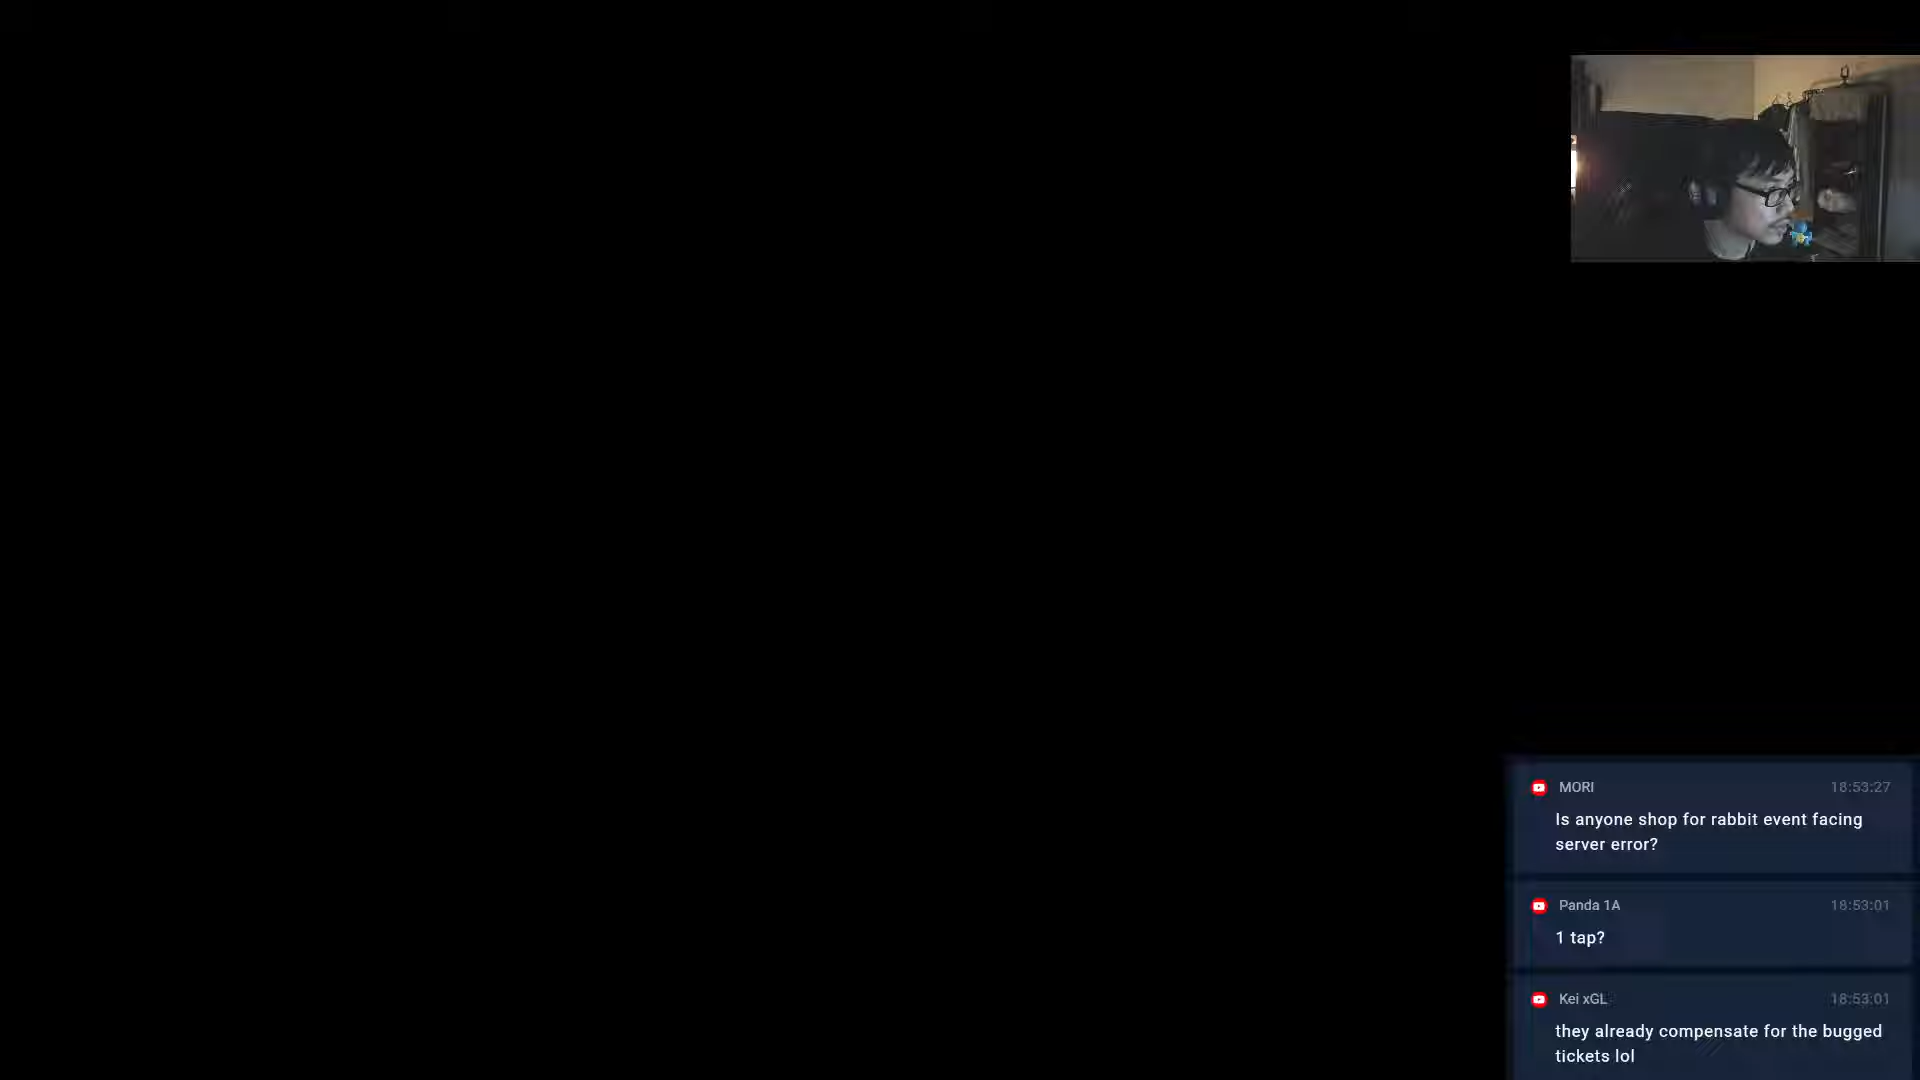 MORI 18:53:27
Is anyone shop for rabbit event facing
server error?
Panda 1A 18:53:01
1 tap?
Kei xGL 18:53:01
they already compensate for the bugged
tickets lol